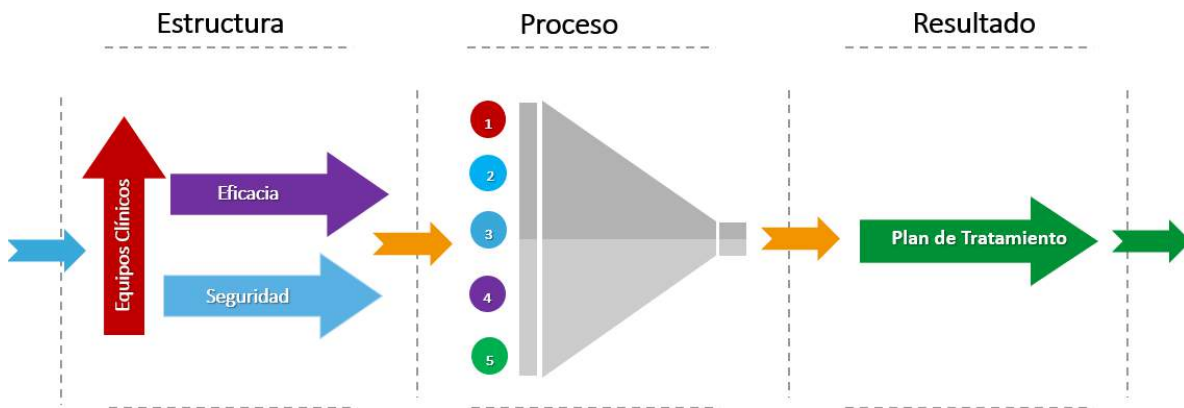 Estructura
Proceso
Resultado
Equipos Clínicos
Eficacia
Seguridad
1
2
3
4
5
Plan de Tratamiento